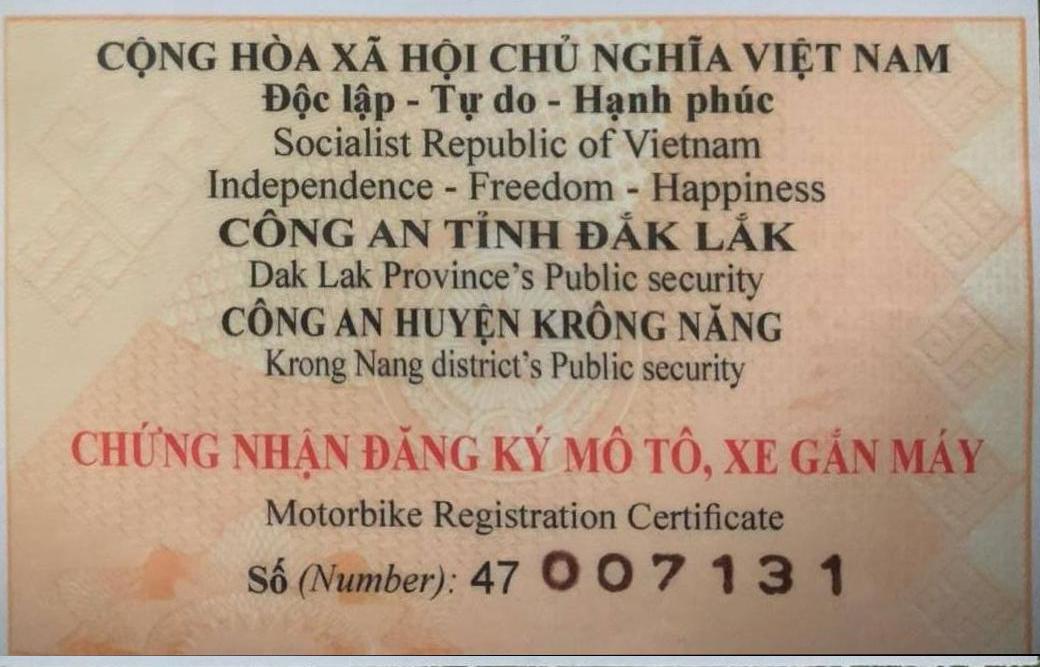 CỘNG HÒA XÃ HỘI CHỦ NGHĨA VIỆT NAM
Độc lập - Tự do - Hạnh phúc
Socialist Republic of Vietnam
Independence - Freedom - Happiness
CÔNG AN TỈNH ĐẮK LẮK
Dak Lak Province's Public security
CÔNG AN HUYỆN KRÔNG NĂNG
Krong Nang district's Public security
CHỨNG NHẬN ĐĂNG KÝ MÔ TÔ, XE GẮN MÁY
Motorbike Registration Certificate
Số (Number): 47 007131